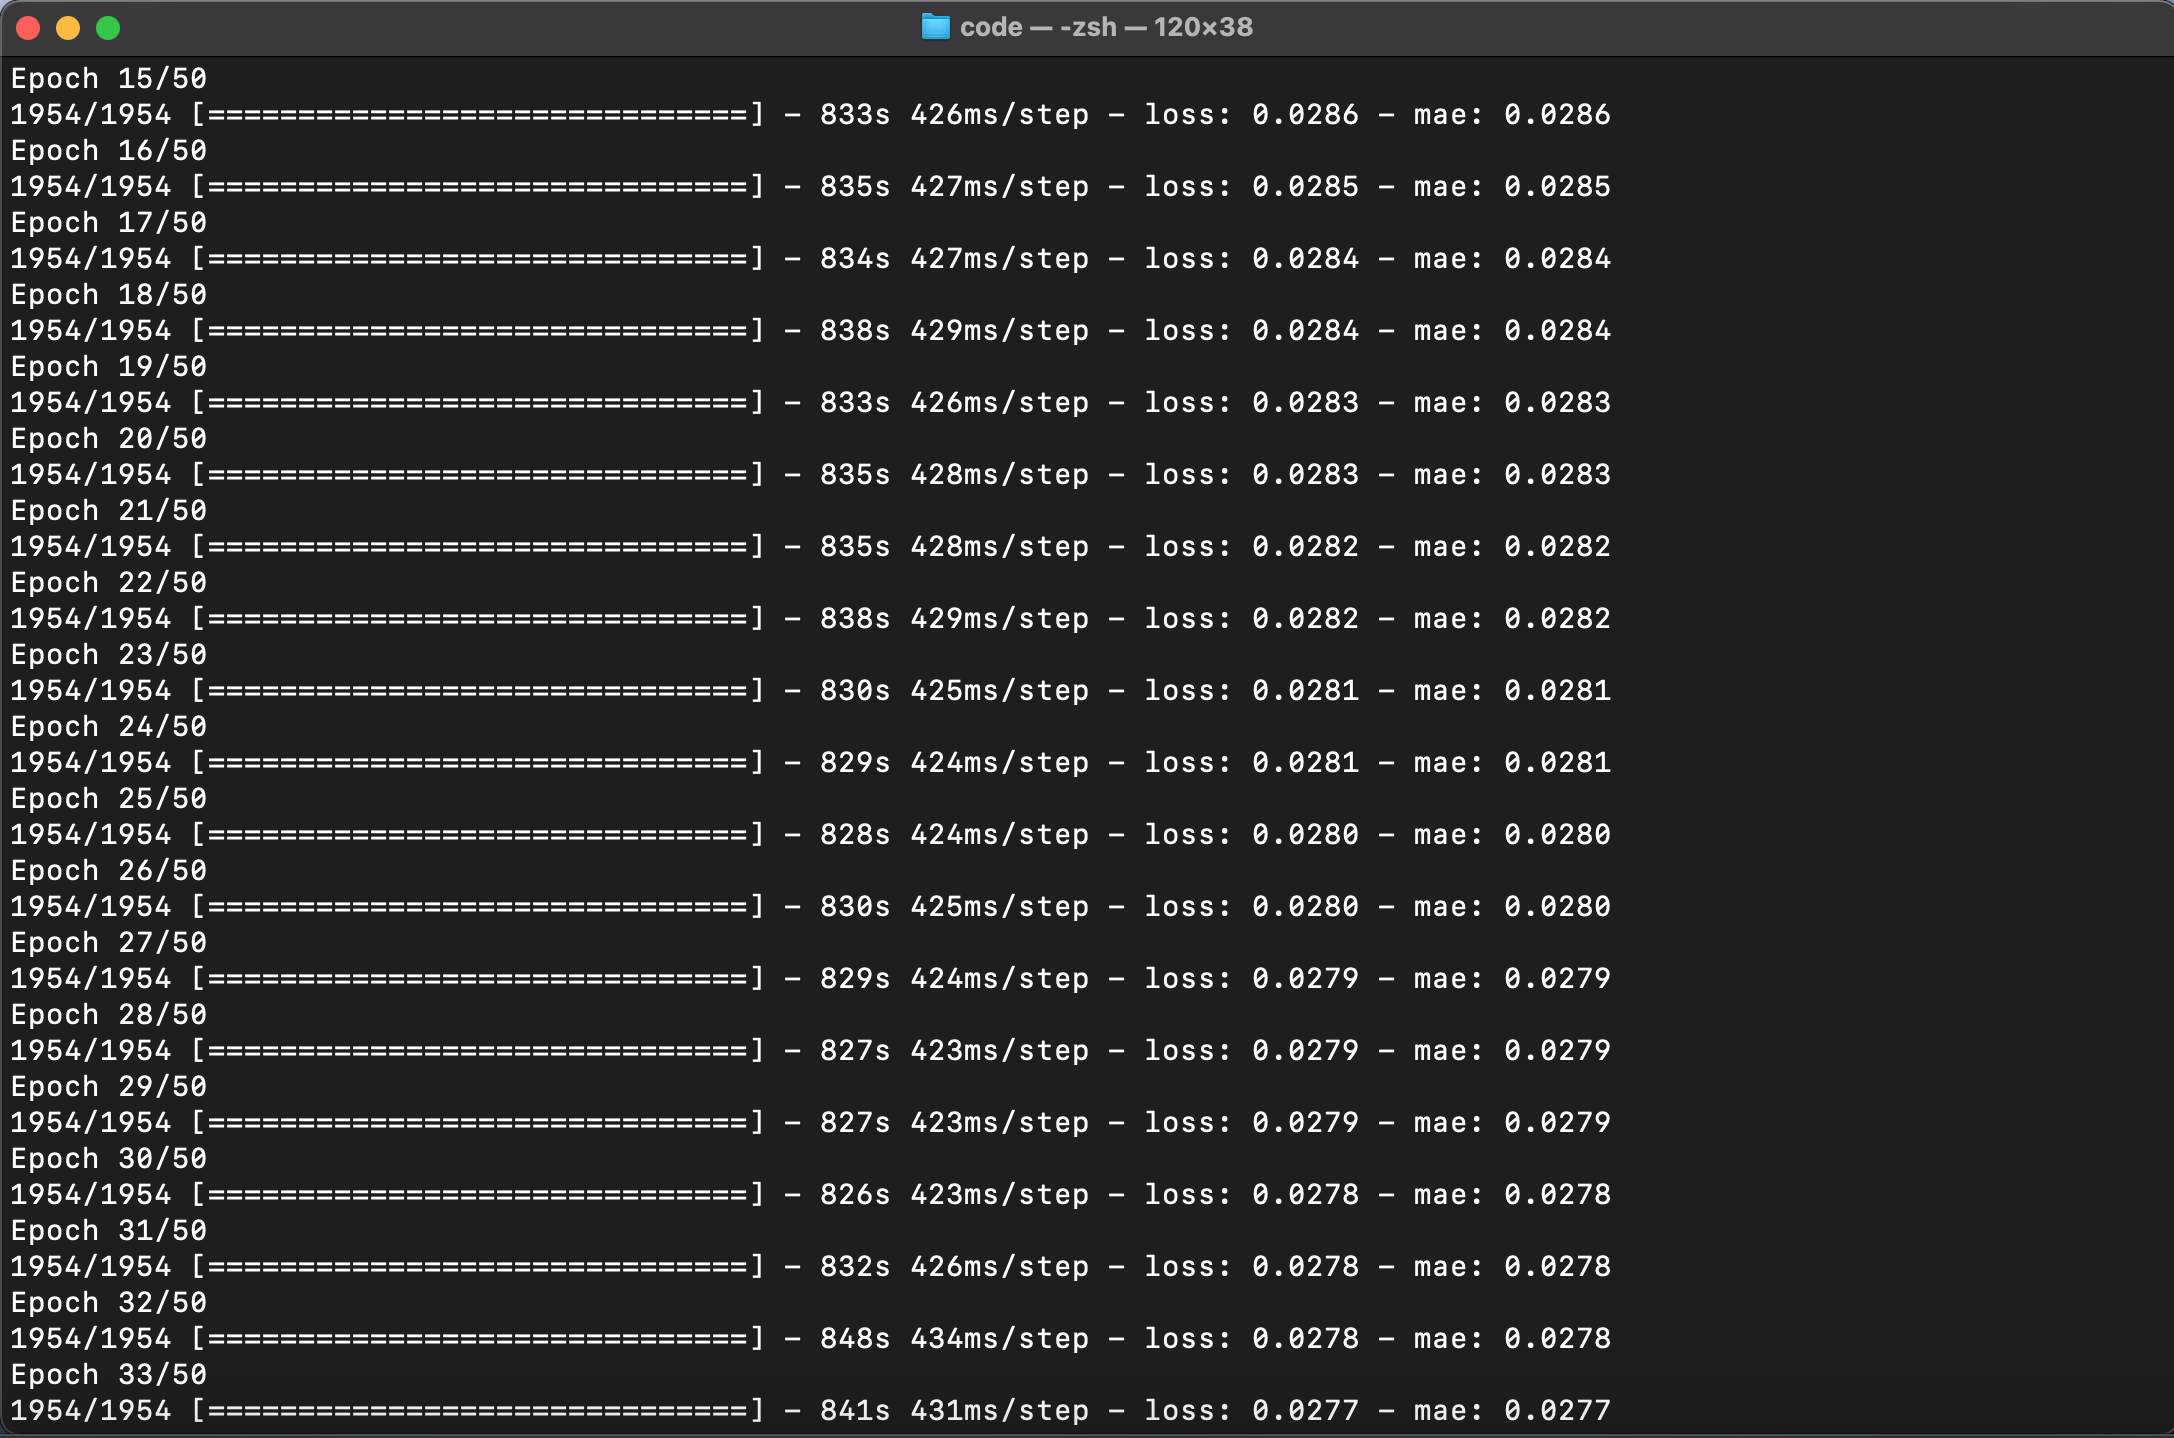 code — -zsh — 120×38
Epoch 15/50
1954/1954 [==============================] - 833s 426ms/step - loss: 0.0286 - mae: 0.0286
Epoch 16/50
1954/1954 [==============================] - 835s 427ms/step - loss: 0.0285 - mae: 0.0285
Epoch 17/50
1954/1954 [==============================] - 834s 427ms/step - loss: 0.0284 - mae: 0.0284
Epoch 18/50
1954/1954 [==============================] - 838s 429ms/step - loss: 0.0284 - mae: 0.0284
Epoch 19/50
1954/1954 [==============================] - 833s 426ms/step - loss: 0.0283 - mae: 0.0283
Epoch 20/50
1954/1954 [==============================] - 835s 428ms/step - loss: 0.0283 - mae: 0.0283
Epoch 21/50
1954/1954 [==============================] - 835s 428ms/step - loss: 0.0282 - mae: 0.0282
Epoch 22/50
1954/1954 [==============================] - 838s 429ms/step - loss: 0.0282 - mae: 0.0282
Epoch 23/50
1954/1954 [==============================] - 830s 425ms/step - loss: 0.0281 - mae: 0.0281
Epoch 24/50
1954/1954 [==============================] - 829s 424ms/step - loss: 0.0281 - mae: 0.0281
Epoch 25/50
1954/1954 [==============================] - 828s 424ms/step - loss: 0.0280 - mae: 0.0280
Epoch 26/50
1954/1954 [==============================] - 830s 425ms/step - loss: 0.0280 - mae: 0.0280
Epoch 27/50
1954/1954 [==============================] - 829s 424ms/step - loss: 0.0279 - mae: 0.0279
Epoch 28/50
1954/1954 [==============================] - 827s 423ms/step - loss: 0.0279 - mae: 0.0279
Epoch 29/50
1954/1954 [==============================] - 827s 423ms/step - loss: 0.0279 - mae: 0.0279
Epoch 30/50
1954/1954 [==============================] - 826s 423ms/step - loss: 0.0278 - mae: 0.0278
Epoch 31/50
1954/1954 [==============================] - 832s 426ms/step - loss: 0.0278 - mae: 0.0278
Epoch 32/50
1954/1954 [==============================] - 848s 434ms/step - loss: 0.0278 - mae: 0.0278
Epoch 33/50
1954/1954 [==============================] - 841s 431ms/step - loss: 0.0277 - mae: 0.0277